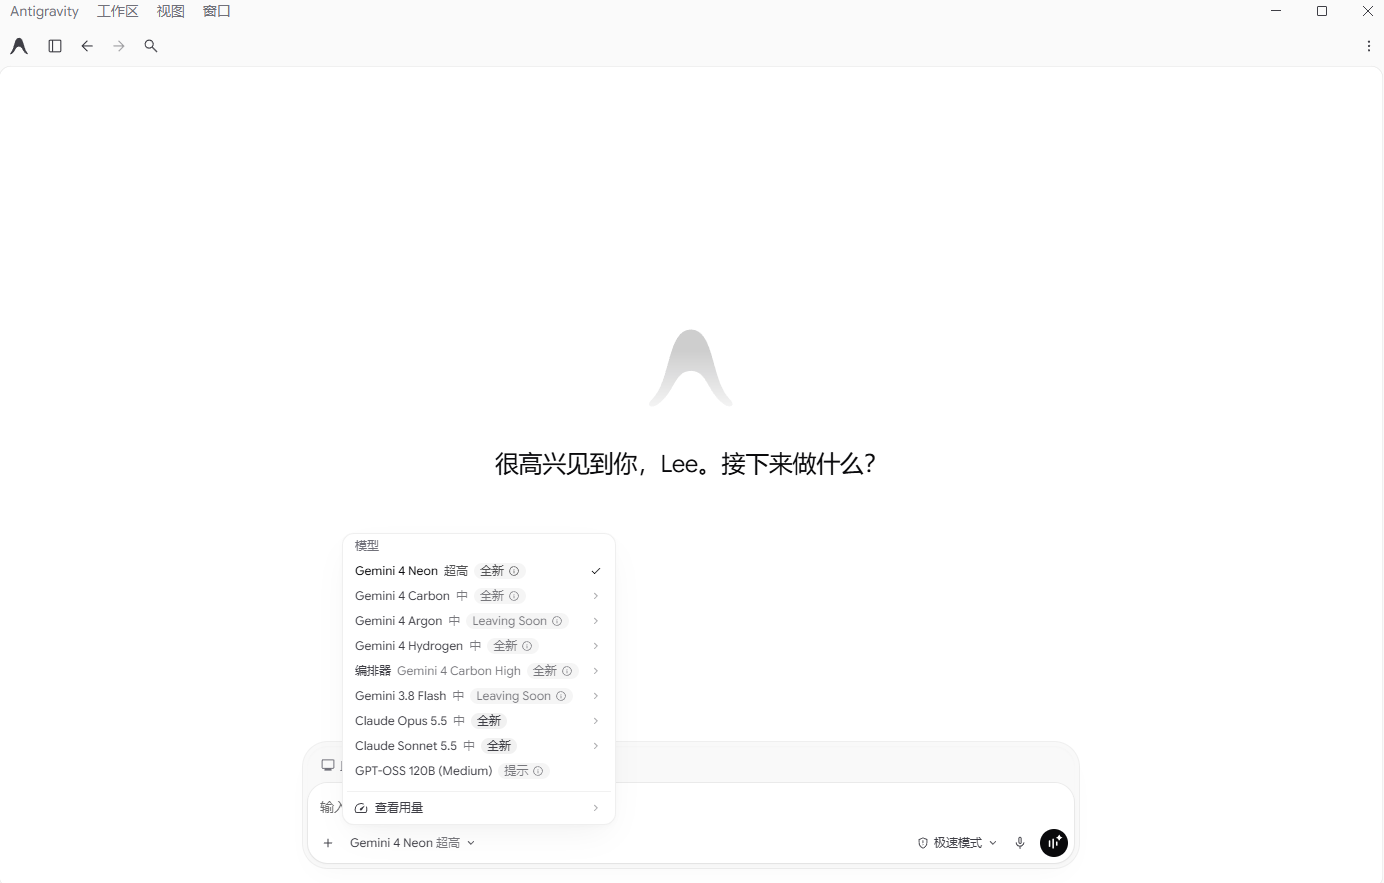 Antigravity 工作区 视图 窗口
很高兴见到你，Lee。接下来做什么？
模型
Gemini 4 Neon 超高 全新
Gemini 4 Carbon 中 全新
Gemini 4 Argon 中 Leaving Soon
Gemini 4 Hydrogen 中 全新
编排器 Gemini 4 Carbon High 全新
Gemini 3.8 Flash 中 Leaving Soon
Claude Opus 5.5 中 全新
Claude Sonnet 5.5 中 全新
GPT-OSS 120B (Medium) 提示
查看用量
输入
Gemini 4 Neon 超高 极速模式